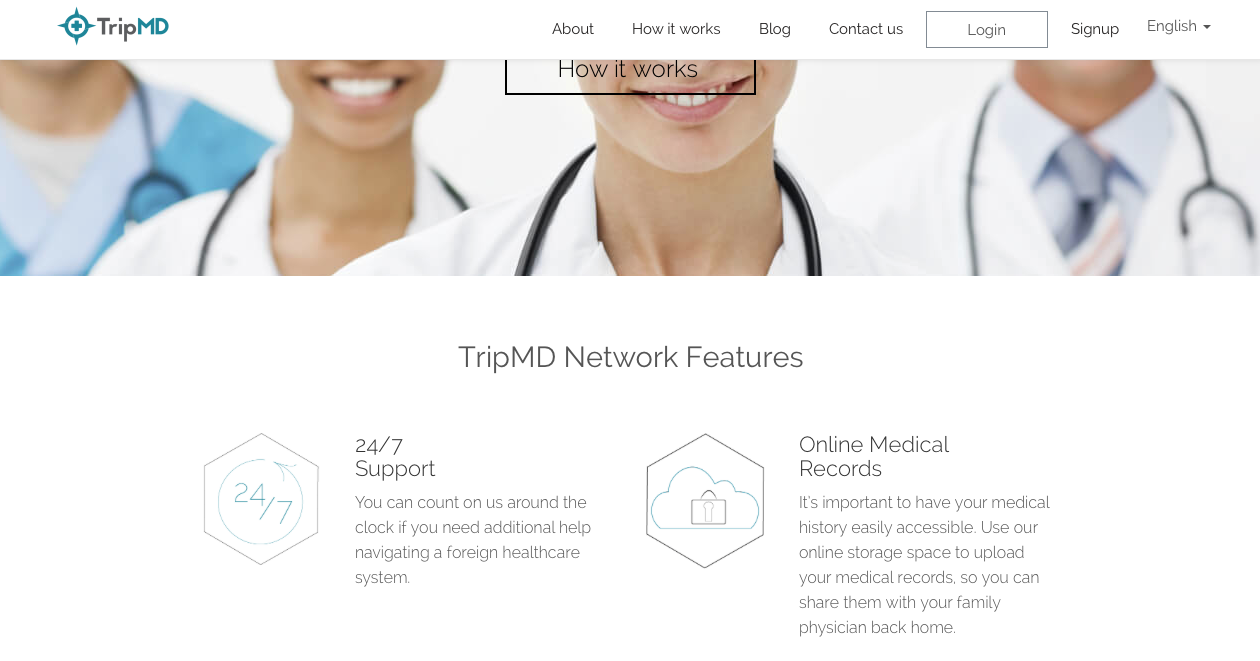 TripMD
About
How it works
Blog
Contact us
Login
Signup
English
How it works
TripMD Network Features
24/7
24/7
Support
You can count on us around the
clock if you need additional help
navigating a foreign healthcare
system.
Online Medical
Records
It's important to have your medical
history easily accessible. Use our
online storage space to upload
your medical records, so you can
share them with your family
physician back home.